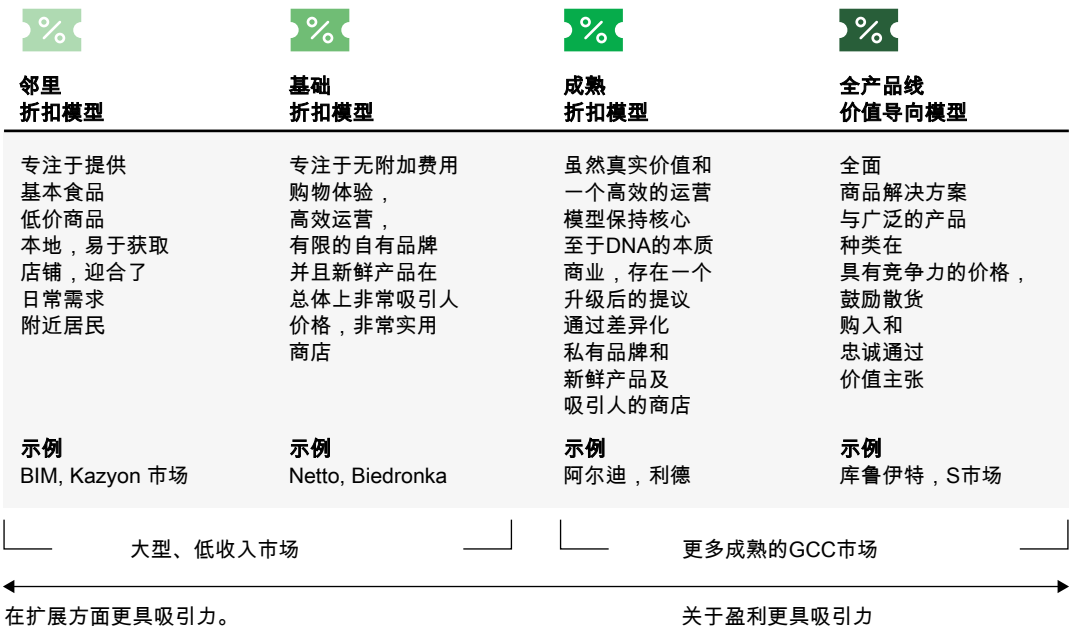 %
%
%
%
邻里
折扣模型
基础
折扣模型
成熟
折扣模型
全产品线
价值导向模型
专注于提供
基本食品
低价商品
本地，易于获取
店铺，迎合了
日常需求
附近居民
专注于无附加费用
购物体验，
高效运营，
有限的自有品牌
并且新鲜产品在
总体上非常吸引人
价格，非常实用
商店
虽然真实价值和
一个高效的运营
模型保持核心
至于DNA的本质
商业，存在一个
升级后的提议
通过差异化
私有品牌和
新鲜产品及
吸引人的商店
全面
商品解决方案
与广泛的产品
种类在
具有竞争力的价格，
鼓励散货
购入和
忠诚通过
价值主张
示例
BIM, Kazyon 市场
示例
Netto, Biedronka
示例
阿尔迪，利德
示例
库鲁伊特，S市场
大型、低收入市场
更多成熟的GCC市场
在扩展方面更具吸引力。
关于盈利更具吸引力